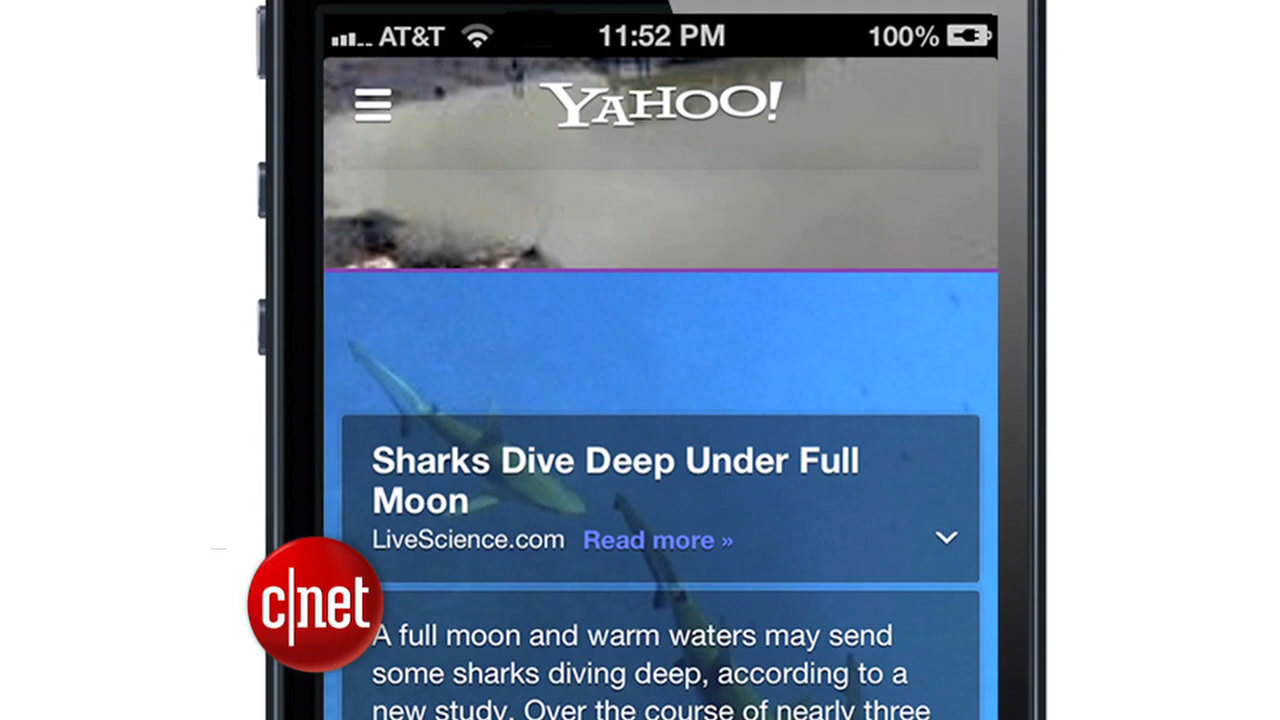 AT&T 11:52 PM 100%
YAHOO!
Sharks Dive Deep Under Full
Moon
LiveScience.com Read more »
c|net
A full moon and warm waters may send
some sharks diving deep, according to a
new study. Over the course of nearly three